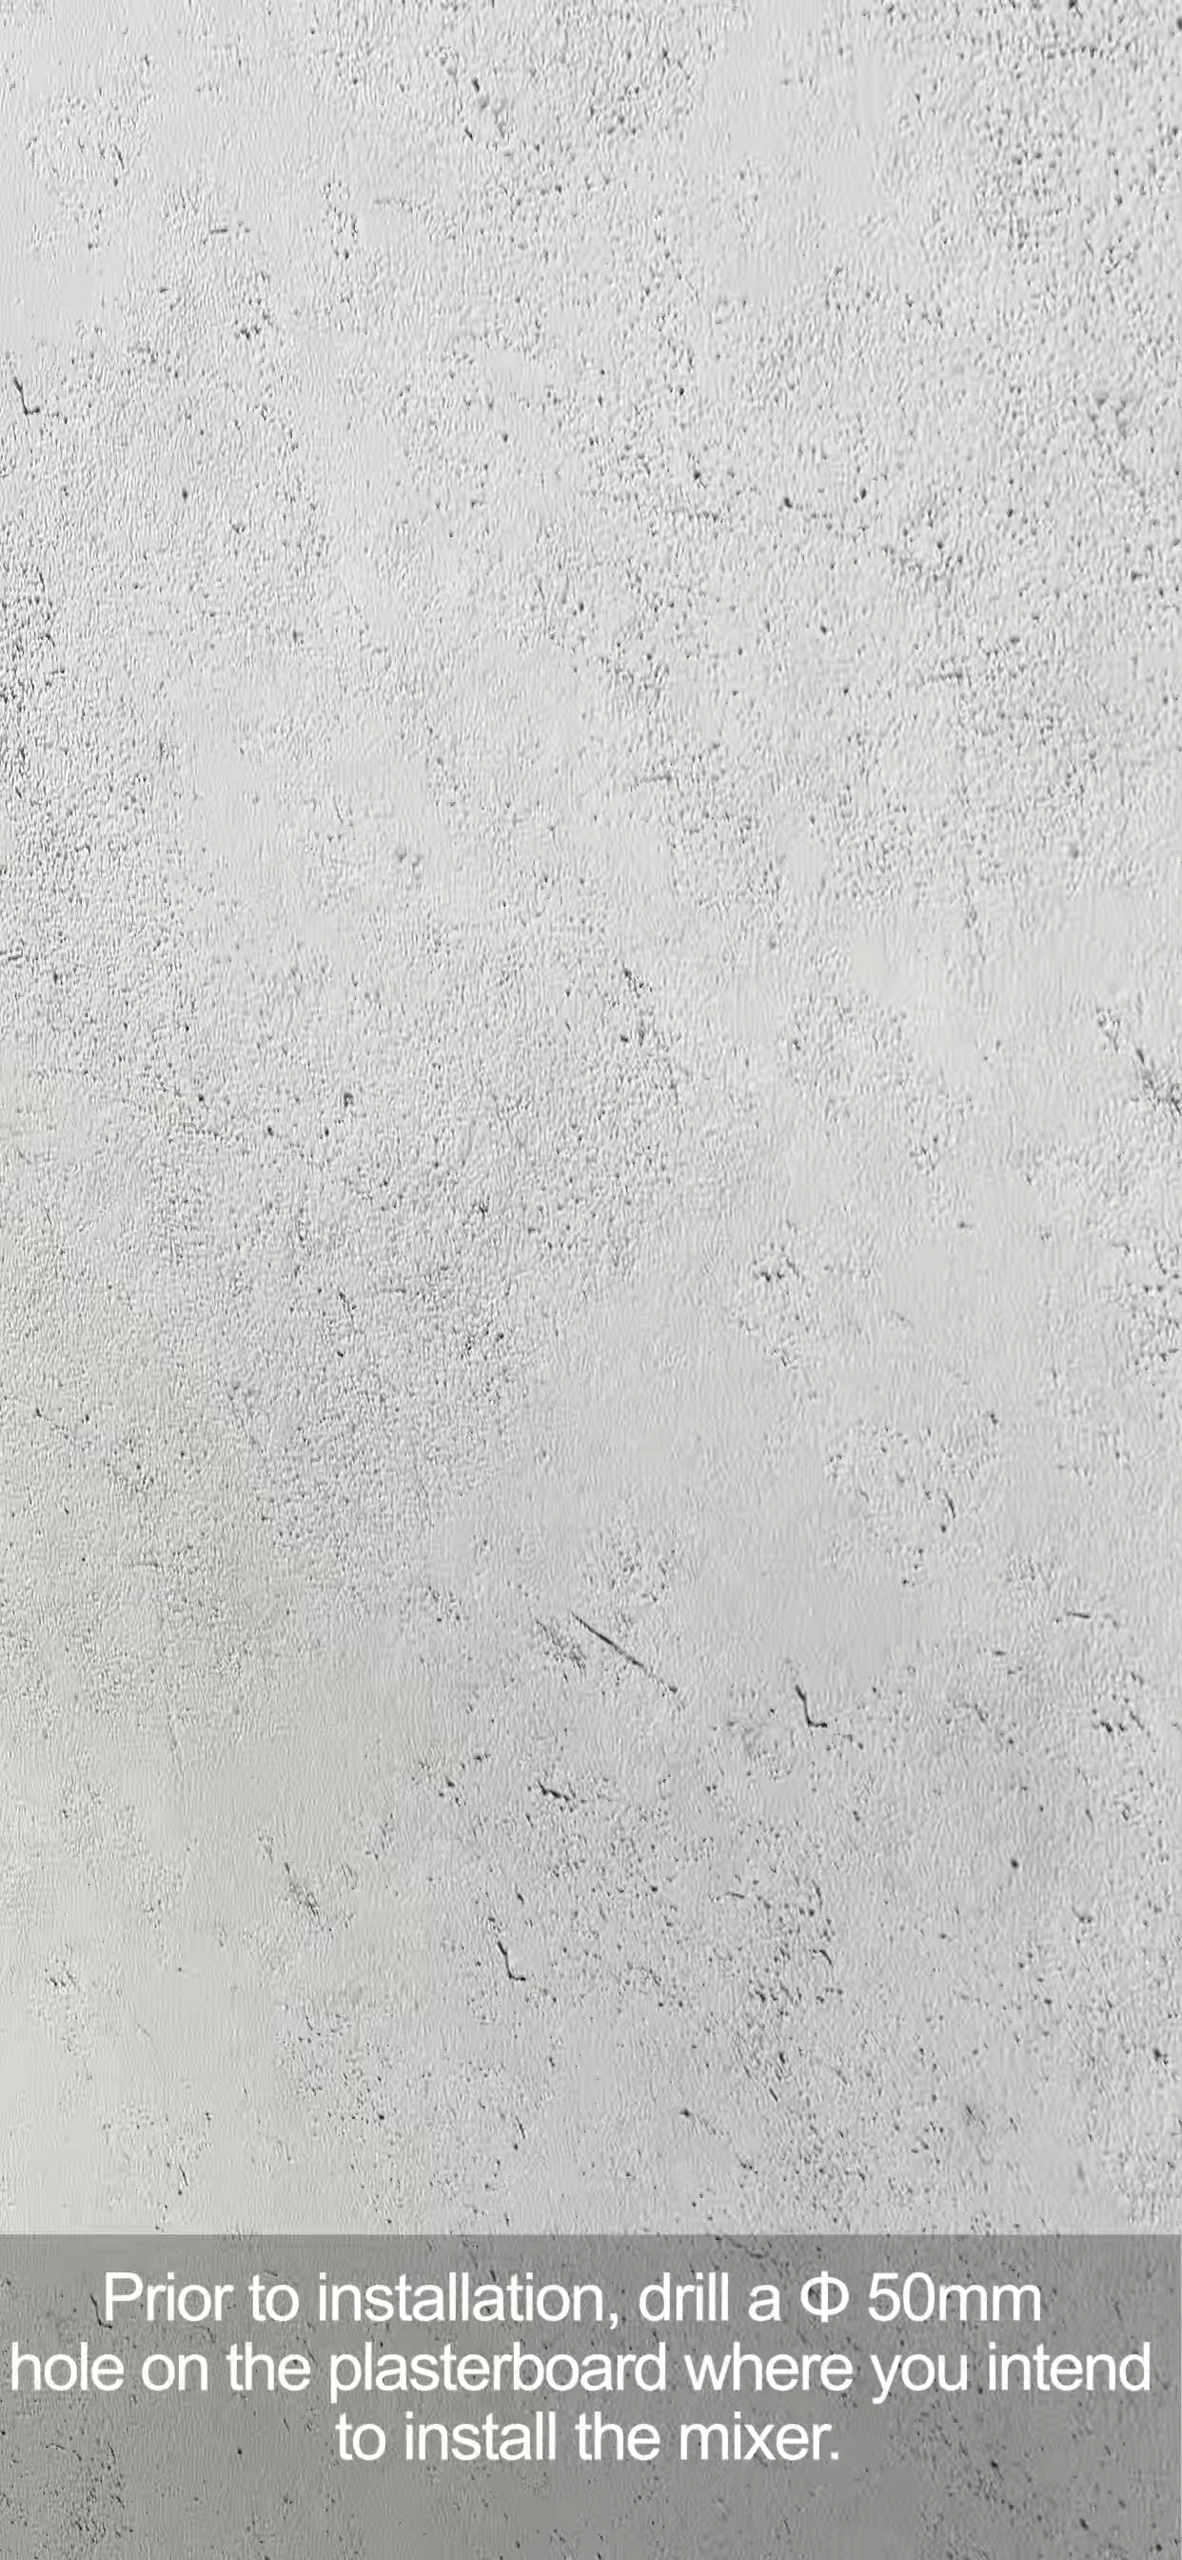 Prior to installation, drill a Φ 50mm
hole on the plasterboard where you intend
to install the mixer.